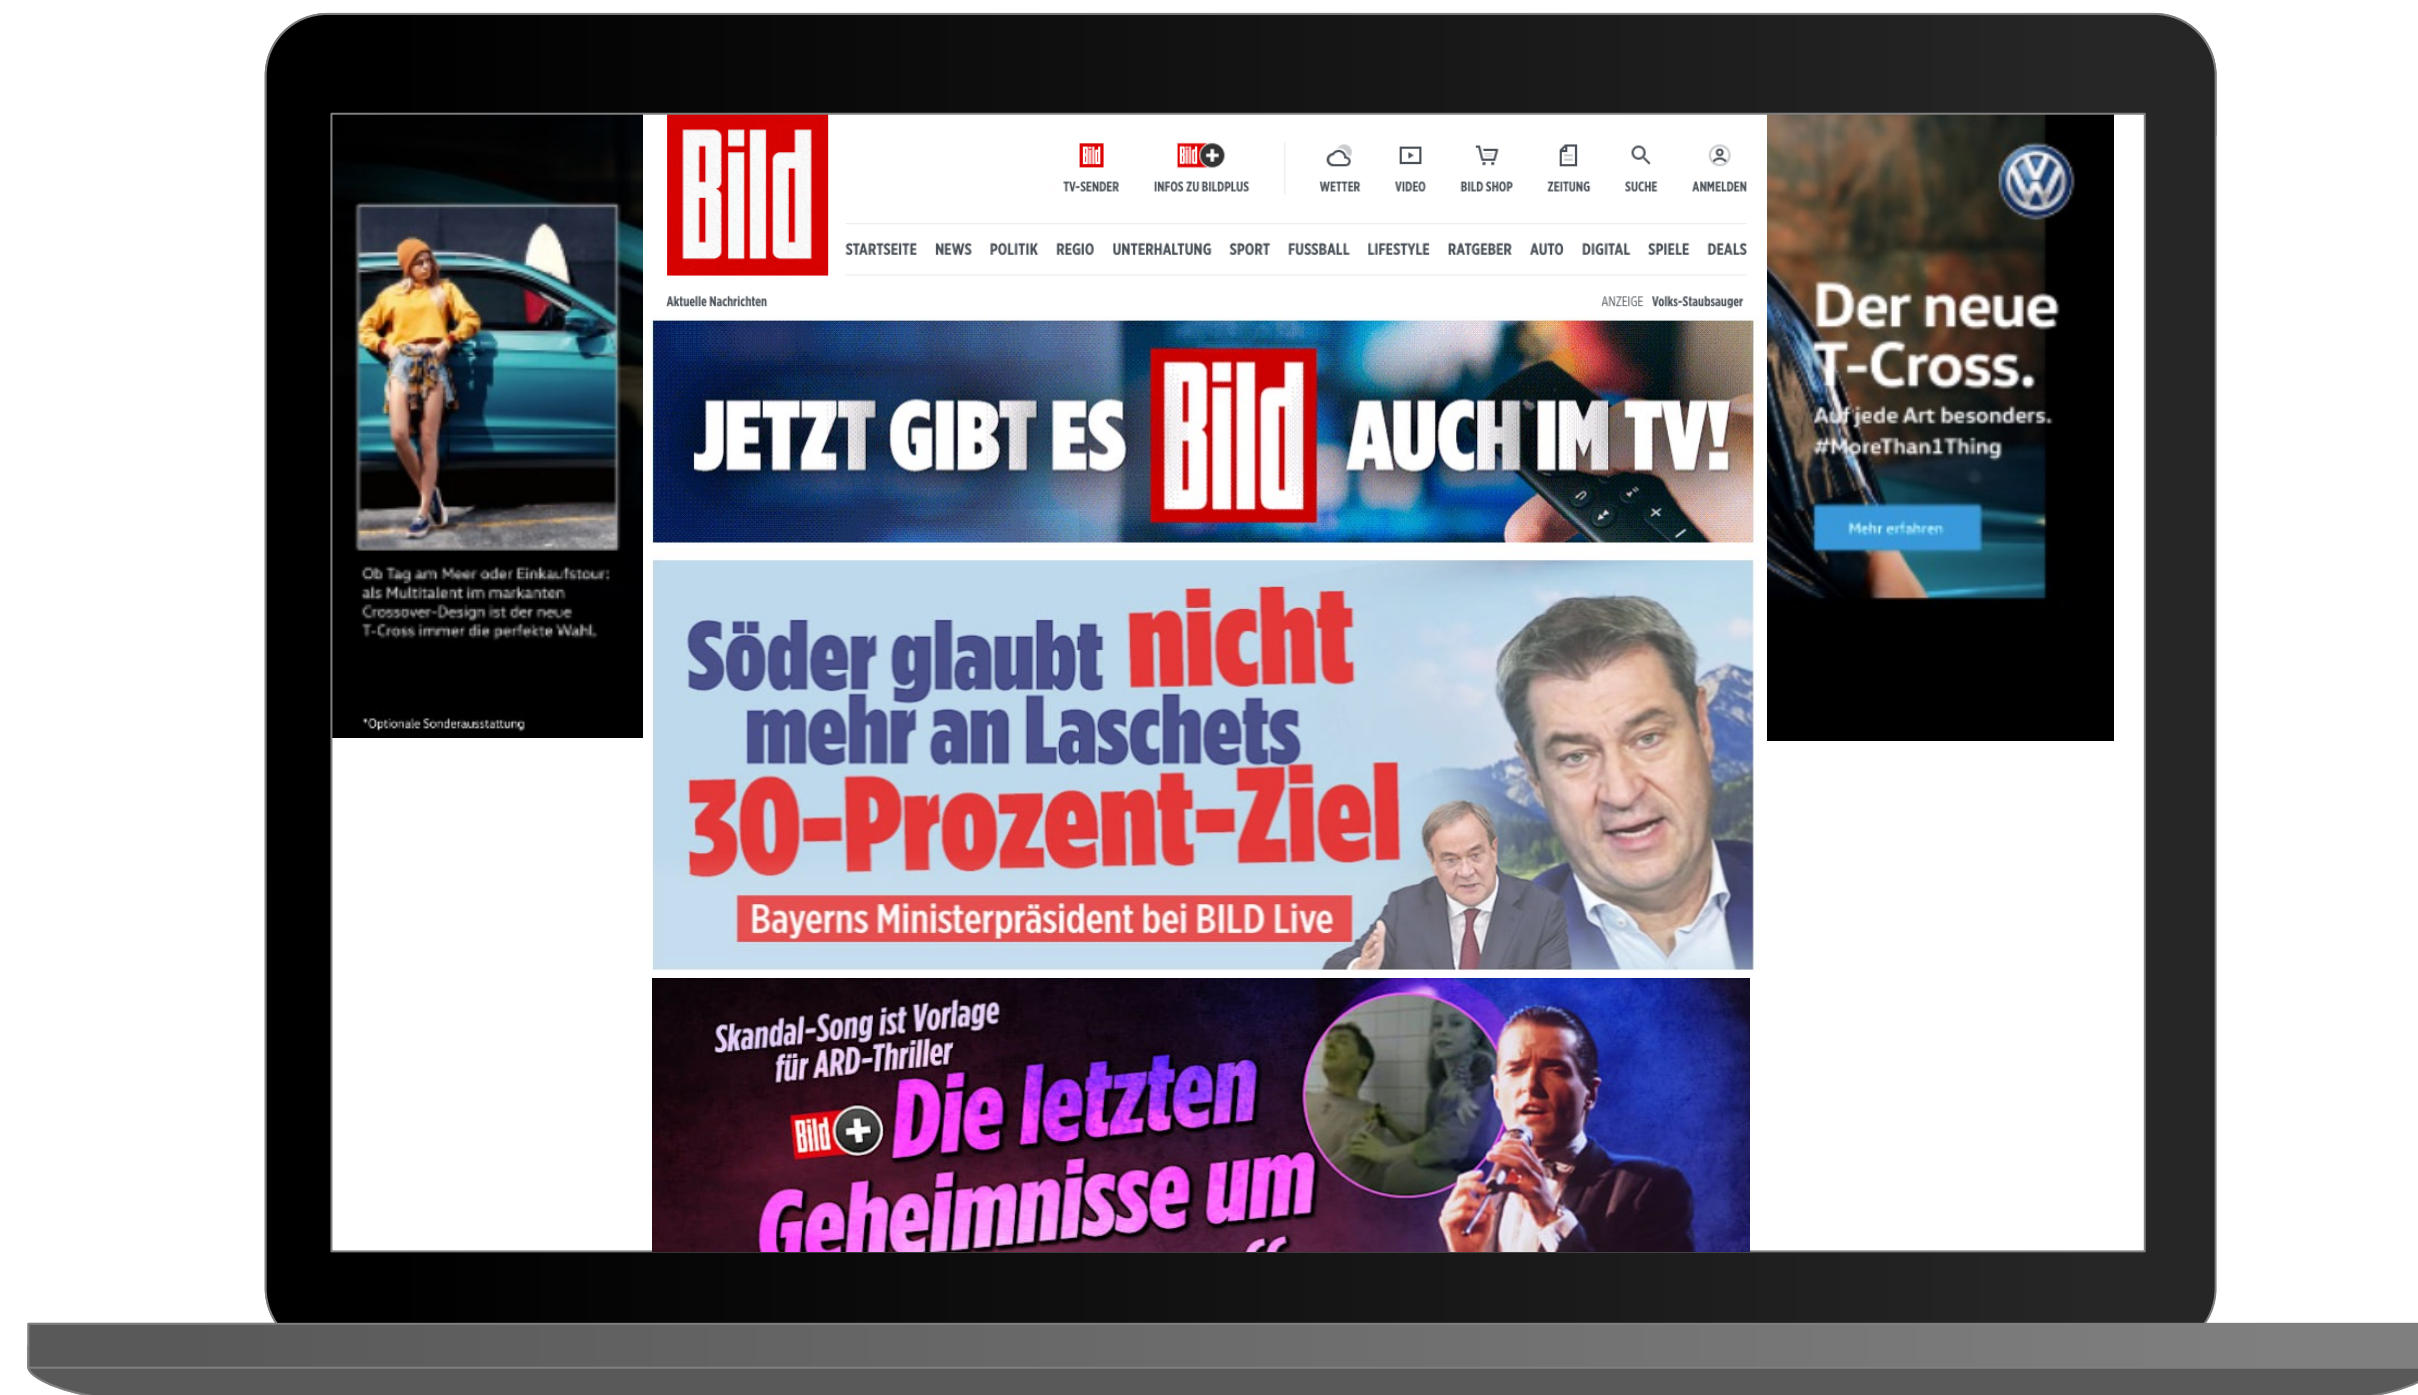 Bild
Bild
TV-SENDER
Bild+
INFOS ZU BILDPLUS
WETTER
VIDEO
BILD SHOP
ZEITUNG
SUCHE
ANMELDEN
STARTSEITE NEWS POLITIK REGIO UNTERHALTUNG SPORT FUSSBALL LIFESTYLE RATGEBER AUTO DIGITAL SPIELE DEALS
Aktuelle Nachrichten
ANZEIGE Volks-Staubsauger
JETZT GIBT ES Bild AUCH IM TV!
Söder glaubt nicht
mehr an Laschets
30-Prozent-Ziel
Bayerns Ministerpräsident bei BILD Live
Skandal-Song ist Vorlage
für ARD-Thriller
Bild+ Die letzten
Geheimnisse um
Ob Tag am Meer oder Einkaufstour:
als Multitalent im markanten
Crossover-Design ist der neue
T-Cross immer die perfekte Wahl.
*Optionale Sonderausstattung
VW
Der neue
T-Cross.
Auf jede Art besonders.
#MoreThan1Thing
Mehr erfahren